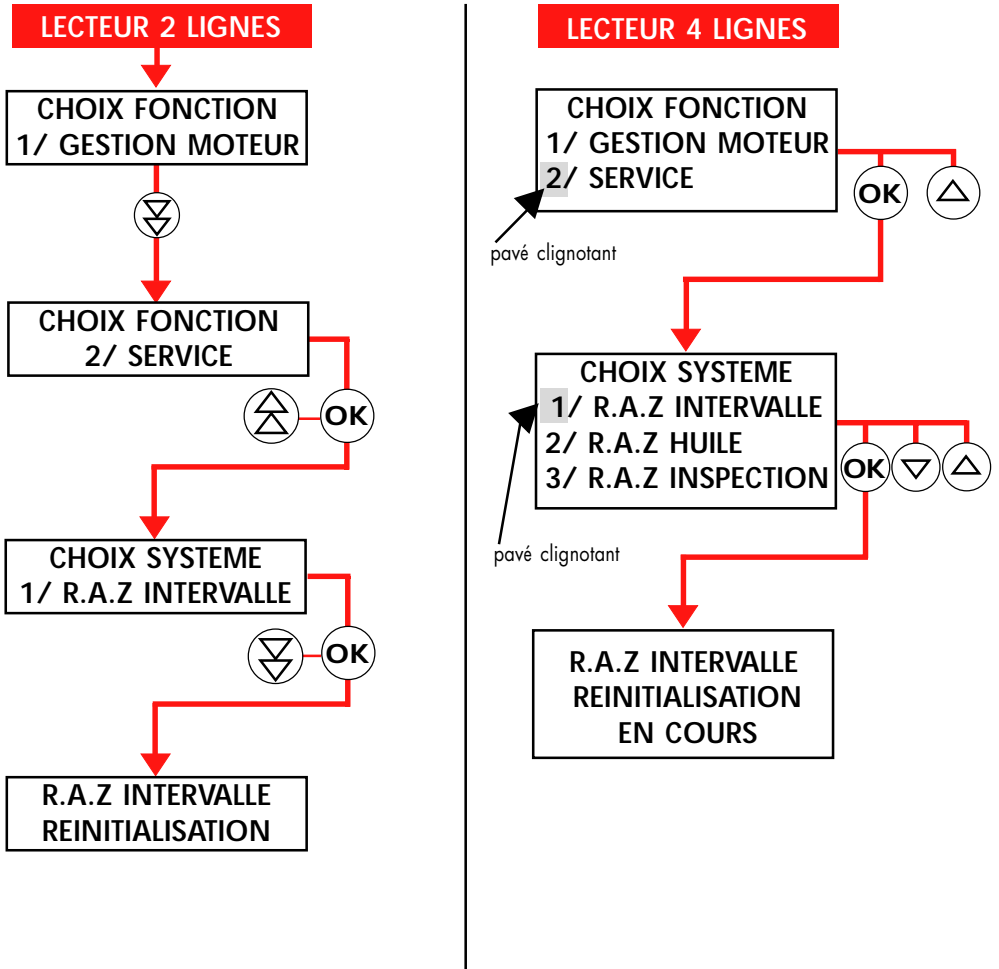 LECTEUR 2 LIGNES
CHOIX FONCTION
1/ GESTION MOTEUR
CHOIX FONCTION
2/ SERVICE
OK
CHOIX SYSTEME
1/ R.A.Z INTERVALLE
OK
R.A.Z INTERVALLE
REINITIALISATION
LECTEUR 4 LIGNES
CHOIX FONCTION
1/ GESTION MOTEUR
2/ SERVICE
OK
pavé clignotant
CHOIX SYSTEME
1/ R.A.Z INTERVALLE
2/ R.A.Z HUILE
3/ R.A.Z INSPECTION
OK
pavé clignotant
R.A.Z INTERVALLE
REINITIALISATION
EN COURS